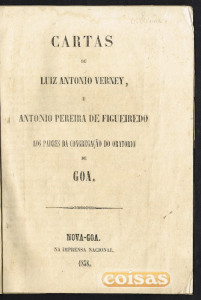 CARTAS
DE
LUIZ ANTONIO VERNEY,
E
ANTONIO PEREIRA DE FIGUEIREDO
AOS PADRES DA CONGREGAÇÃO DO ORATORIO
DE
GOA.
NOVA-GOA.
NA IMPRENSA NACIONAL.
1858.
coisas